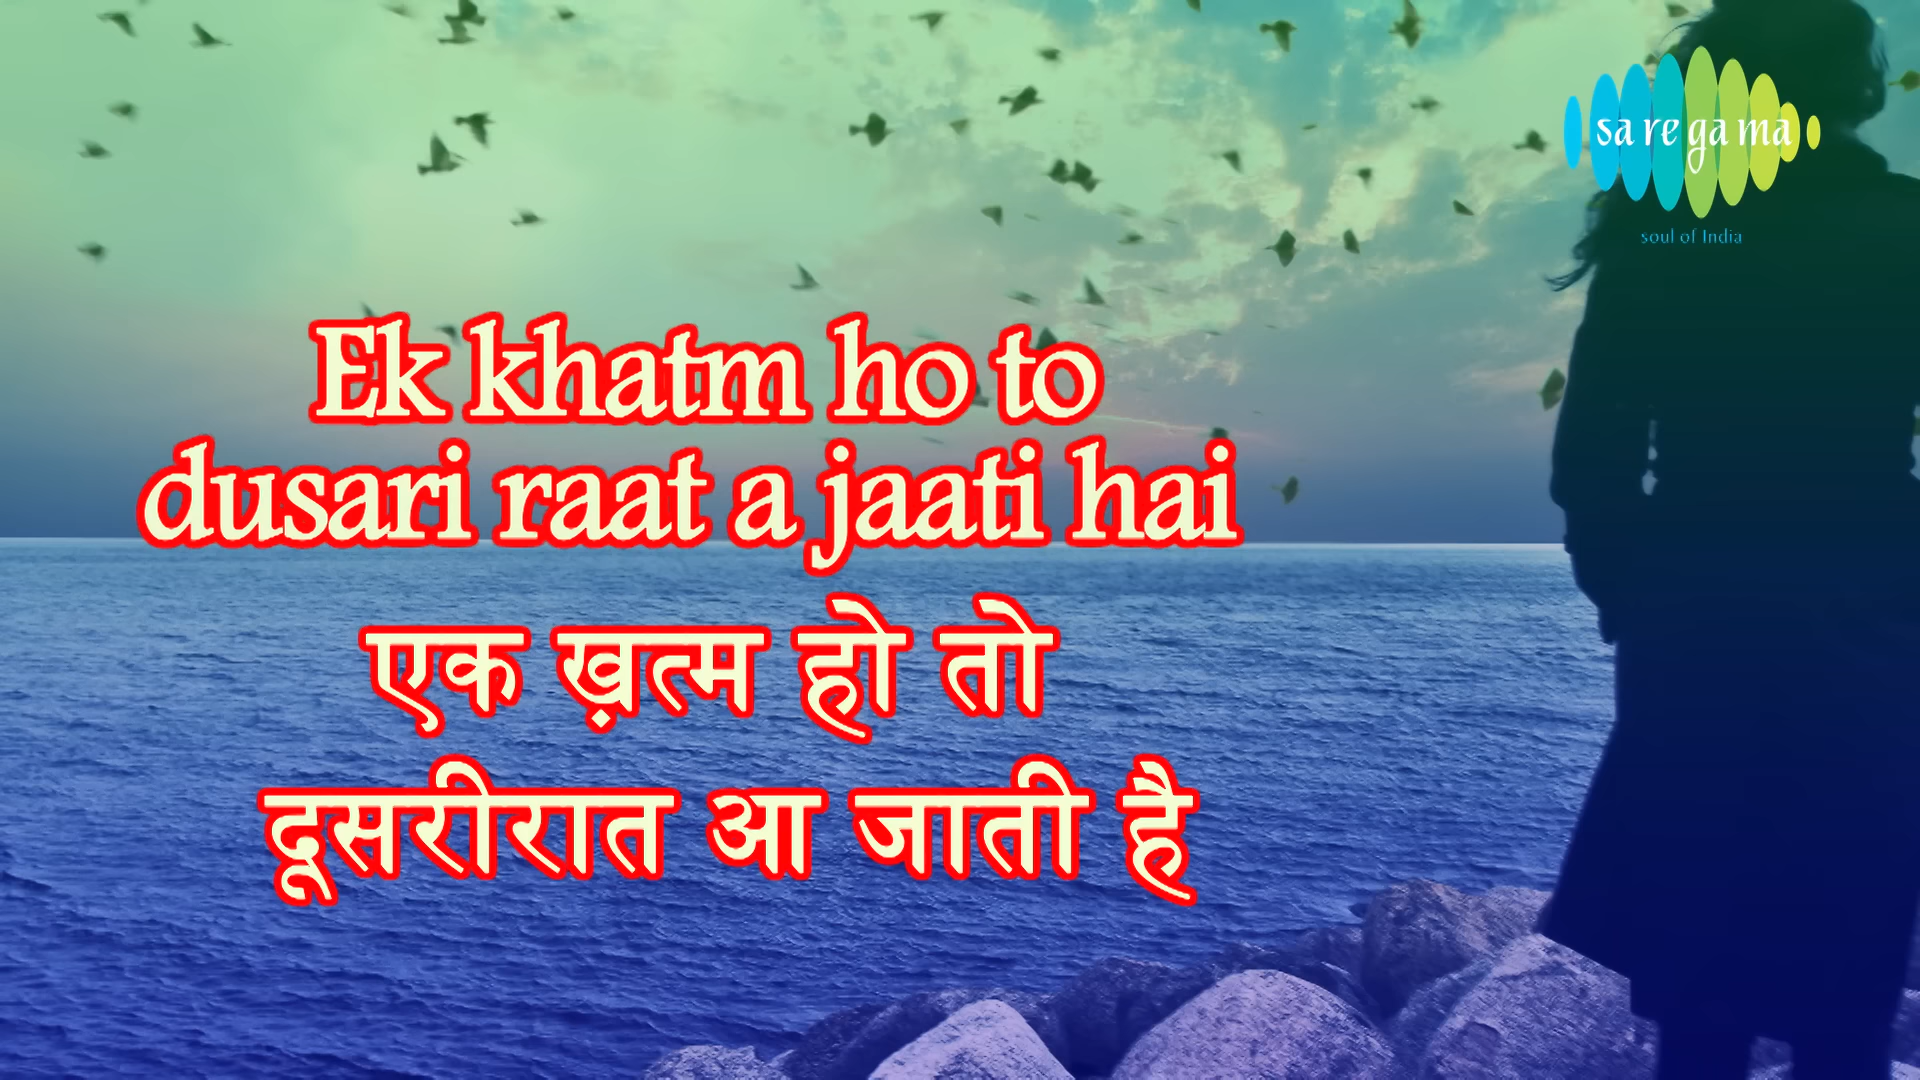 sa re ga ma
soul of India
Ek khatm ho to
dusari raat a jaati hai
एक ख़त्म हो तो
दूसरीरात आ जाती है